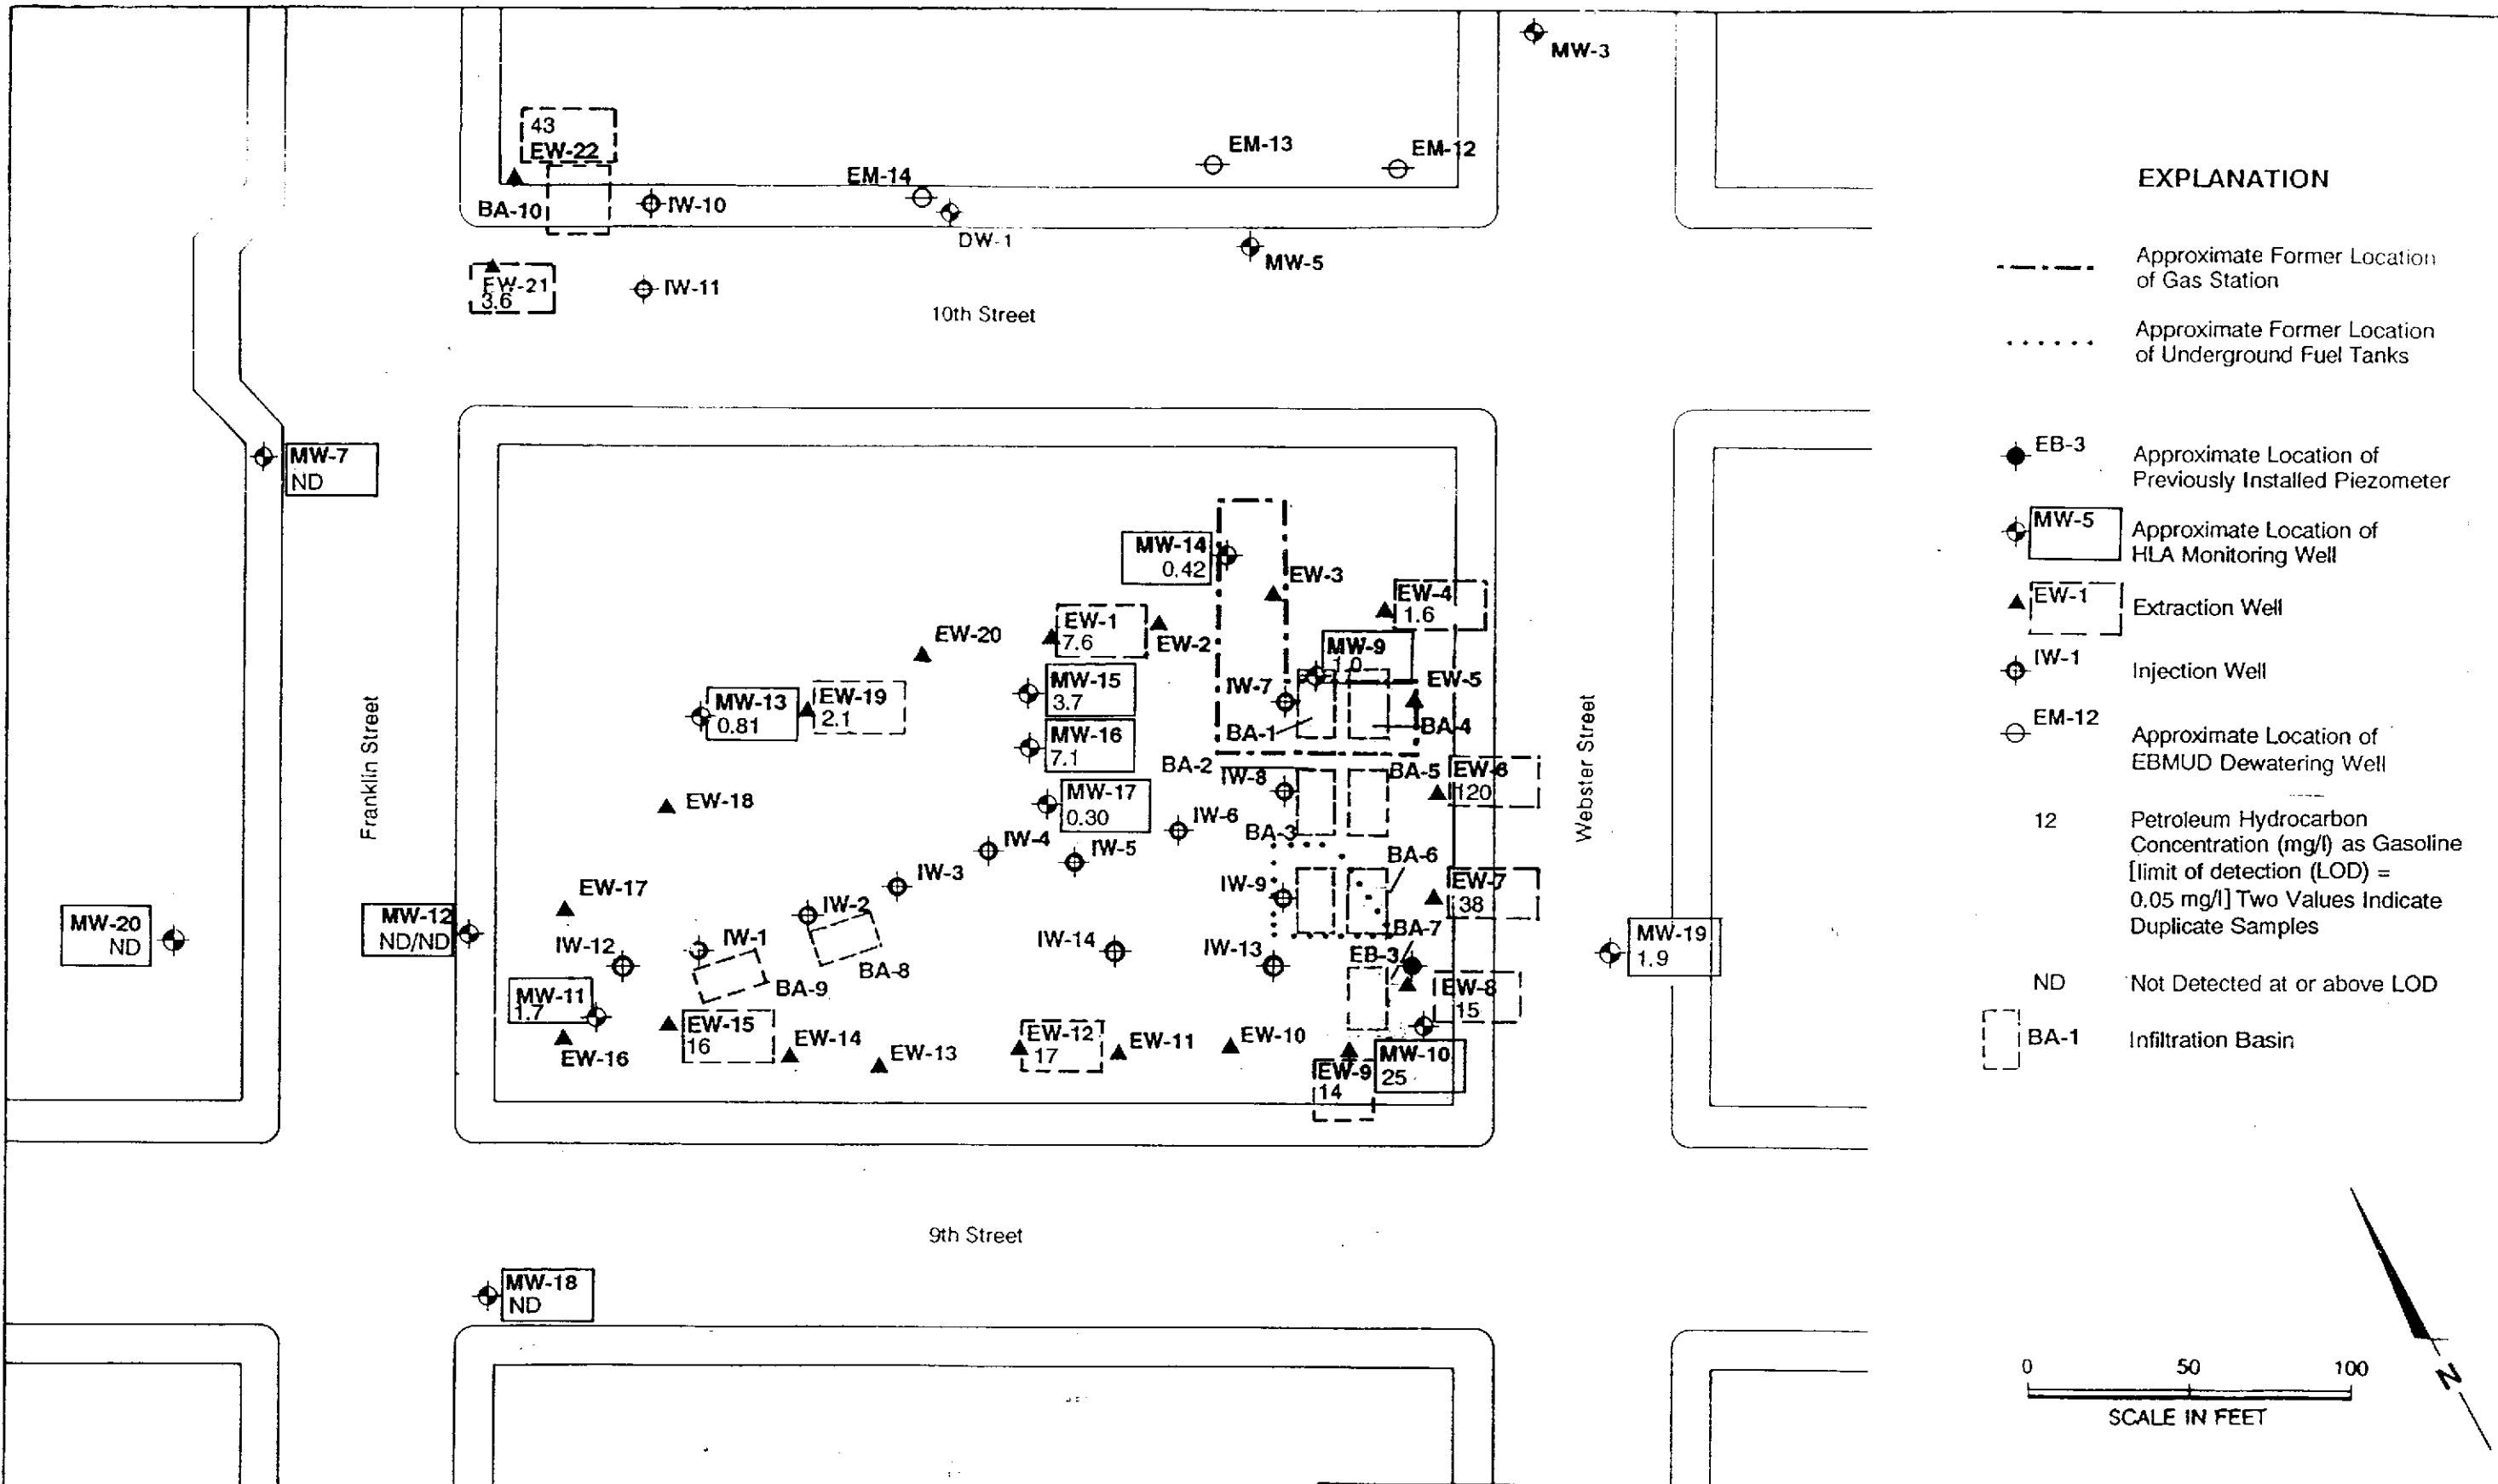 MW-3
43
EW-22
EM-13
EM-12
EM-14
BA-10
IW-10
DW-1
MW-5
EW-21
3.6
IW-11
10th Street
MW-7
ND
MW-14
0.42
EW-3
EW-4
1.6
EW-1
7.6
EW-2
EW-20
MW-9
1.0
MW-15
3.7
IW-7
EW-5
MW-13
0.81
EW-19
2.1
BA-1
BA-4
MW-16
7.1
BA-2
IW-8
BA-5
EW-6
120
Franklin Street
Webster Street
EW-18
MW-17
0.30
IW-6
BA-3
IW-4
IW-5
BA-6
IW-3
IW-9
EW-7
38
EW-17
IW-2
MW-20
ND
MW-12
ND/ND
BA-7
MW-19
1.9
IW-12
IW-1
IW-14
IW-13
EB-3
BA-8
BA-9
MW-11
1.7
EW-8
15
EW-15
16
EW-16
EW-14
EW-13
EW-12
17
EW-11
EW-10
EW-9
14
MW-10
25
9th Street
MW-18
ND
EXPLANATION
Approximate Former Location
of Gas Station
Approximate Former Location
of Underground Fuel Tanks
EB-3
Approximate Location of
Previously Installed Piezometer
MW-5
Approximate Location of
HLA Monitoring Well
EW-1
Extraction Well
IW-1
Injection Well
EM-12
Approximate Location of
EBMUD Dewatering Well
12
Petroleum Hydrocarbon
Concentration (mg/l) as Gasoline
[limit of detection (LOD) =
0.05 mg/l] Two Values Indicate
Duplicate Samples
ND
Not Detected at or above LOD
BA-1
Infiltration Basin
0 50 100
SCALE IN FEET
N